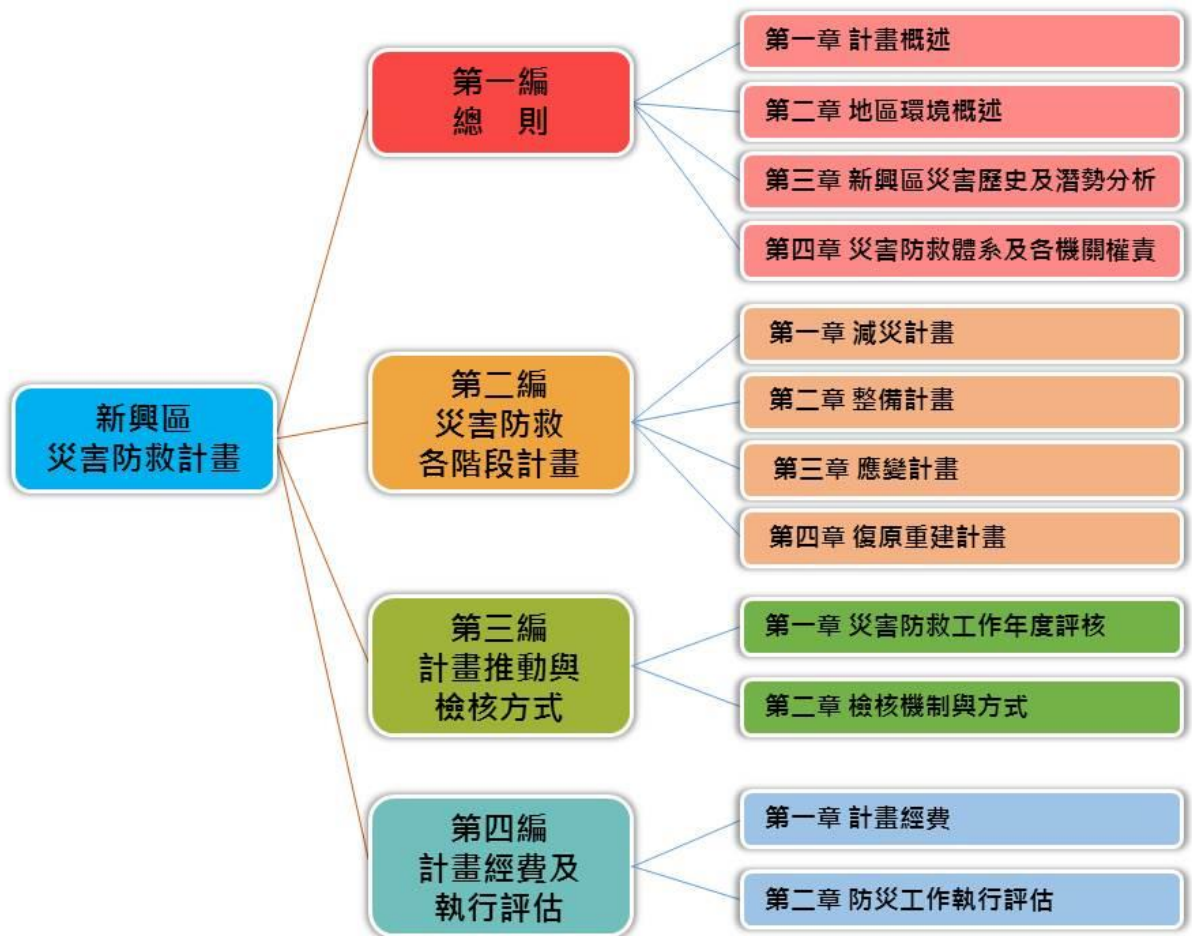 新興區
災害防救計畫
第一編
總　則
第一章 計畫概述
第二章 地區環境概述
第三章 新興區災害歷史及潛勢分析
第四章 災害防救體系及各機關權責
第二編
災害防救
各階段計畫
第一章 減災計畫
第二章 整備計畫
第三章 應變計畫
第四章 復原重建計畫
第三編
計畫推動與
檢核方式
第一章 災害防救工作年度評核
第二章 檢核機制與方式
第四編
計畫經費及
執行評估
第一章 計畫經費
第二章 防災工作執行評估